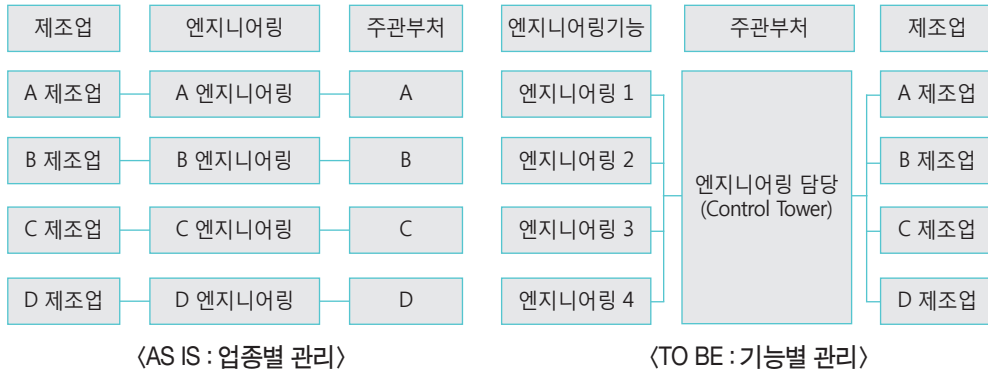 제조업 엔지니어링 주관부처
A 제조업 A 엔지니어링 A
B 제조업 B 엔지니어링 B
C 제조업 C 엔지니어링 C
D 제조업 D 엔지니어링 D
〈AS IS : 업종별 관리〉
엔지니어링기능 주관부처 제조업
엔지니어링 1
엔지니어링 2
엔지니어링 3
엔지니어링 4
엔지니어링 담당
(Control Tower)
A 제조업
B 제조업
C 제조업
D 제조업
〈TO BE : 기능별 관리〉